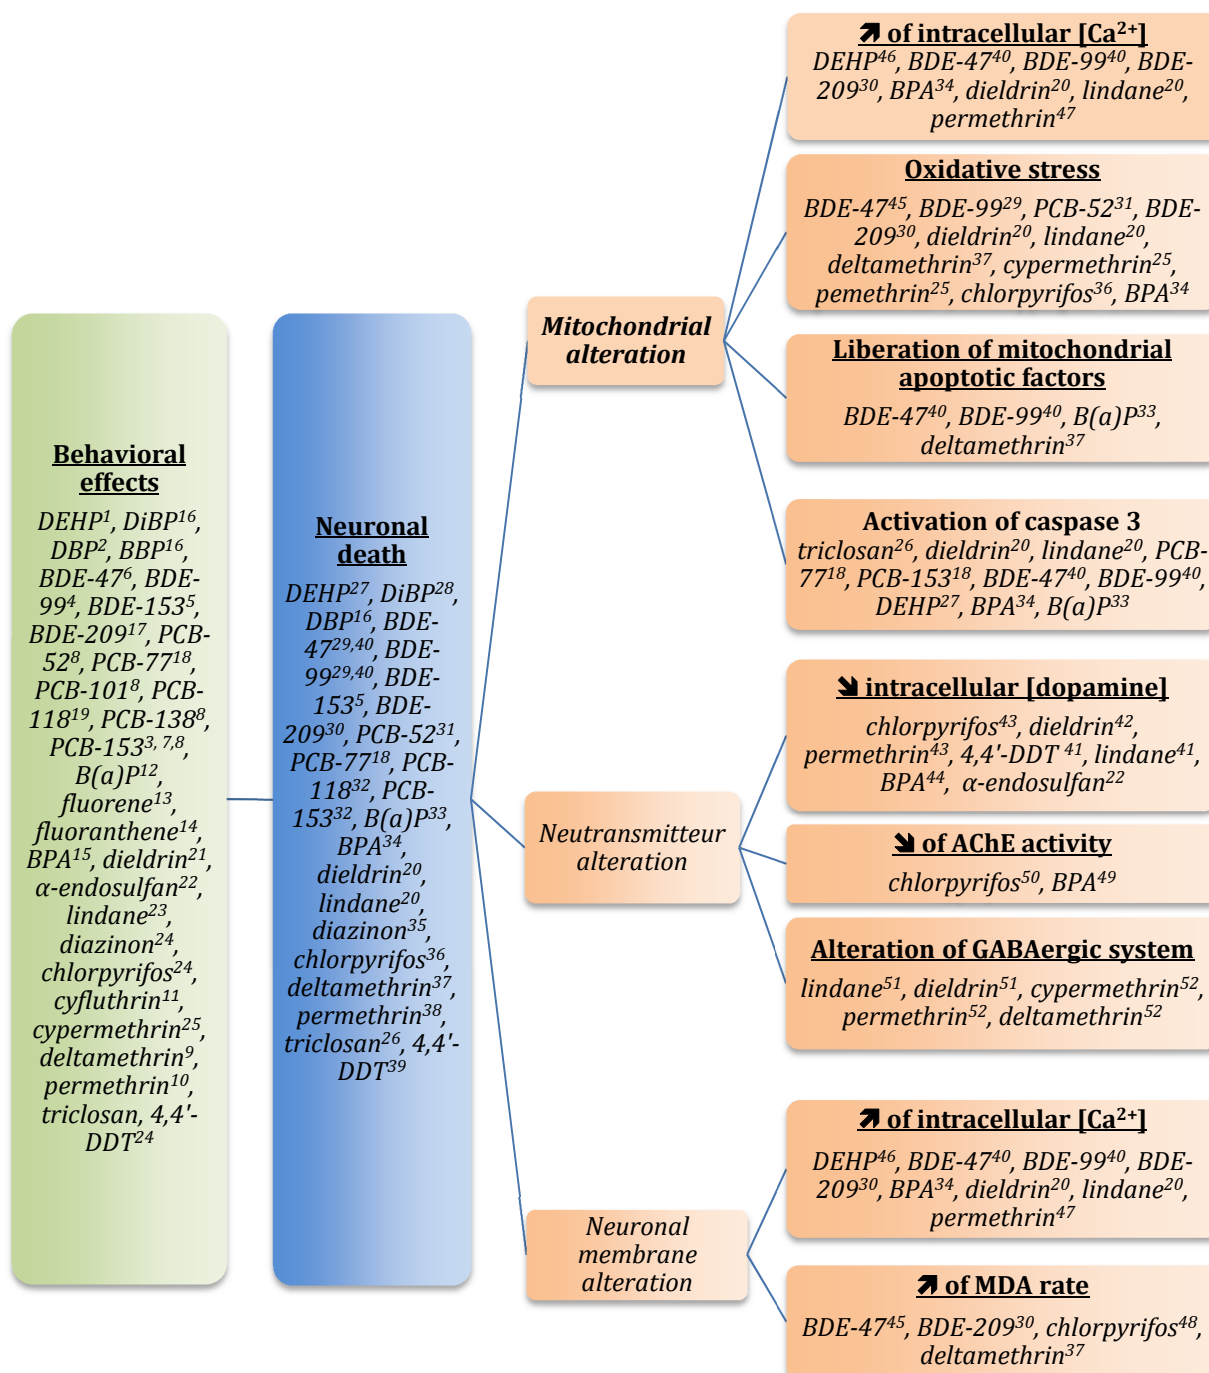 Behavioral
effects
DEHP¹, DiBP¹⁶,
DBP², BBP¹⁶,
BDE-47⁶, BDE-
99⁴, BDE-153⁵,
BDE-209¹⁷, PCB-
52⁸, PCB-77¹⁸,
PCB-101⁸, PCB-
118¹⁹, PCB-138⁸,
PCB-153³, ⁷,⁸,
B(a)P¹²,
fluorene¹³,
fluoranthene¹⁴,
BPA¹⁵, dieldrin²¹,
α-endosulfan²²,
lindane²³,
diazinon²⁴,
chlorpyrifos²⁴,
cyfluthrin¹¹,
cypermethrin²⁵,
deltamethrin⁹,
permethrin¹⁰,
triclosan, 4,4'-
DDT²⁴
Neuronal
death
DEHP²⁷, DiBP²⁸,
DBP¹⁶, BDE-
47²⁹,⁴⁰, BDE-
99²⁹,⁴⁰, BDE-
153⁵, BDE-
209³⁰, PCB-52³¹,
PCB-77¹⁸, PCB-
118³², PCB-
153³², B(a)P³³,
BPA³⁴,
dieldrin²⁰,
lindane²⁰,
diazinon³⁵,
chlorpyrifos³⁶,
deltamethrin³⁷,
permethrin³⁸,
triclosan²⁶, 4,4'-
DDT³⁹
Mitochondrial
alteration
↗ of intracellular [Ca²⁺]
DEHP⁴⁶, BDE-47⁴⁰, BDE-99⁴⁰, BDE-
209³⁰, BPA³⁴, dieldrin²⁰, lindane²⁰,
permethrin⁴⁷
Oxidative stress
BDE-47⁴⁵, BDE-99²⁹, PCB-52³¹, BDE-
209³⁰, dieldrin²⁰, lindane²⁰,
deltamethrin³⁷, cypermethrin²⁵,
pemethrin²⁵, chlorpyrifos³⁶, BPA³⁴
Liberation of mitochondrial
apoptotic factors
BDE-47⁴⁰, BDE-99⁴⁰, B(a)P³³,
deltamethrin³⁷
Activation of caspase 3
triclosan²⁶, dieldrin²⁰, lindane²⁰, PCB-
77¹⁸, PCB-153¹⁸, BDE-47⁴⁰, BDE-99⁴⁰,
DEHP²⁷, BPA³⁴, B(a)P³³
Neutransmitteur
alteration
↘ intracellular [dopamine]
chlorpyrifos⁴³, dieldrin⁴²,
permethrin⁴³, 4,4'-DDT ⁴¹, lindane⁴¹,
BPA⁴⁴, α-endosulfan²²
↘ of AChE activity
chlorpyrifos⁵⁰, BPA⁴⁹
Alteration of GABAergic system
lindane⁵¹, dieldrin⁵¹, cypermethrin⁵²,
permethrin⁵², deltamethrin⁵²
Neuronal
membrane
alteration
↗ of intracellular [Ca²⁺]
DEHP⁴⁶, BDE-47⁴⁰, BDE-99⁴⁰, BDE-
209³⁰, BPA³⁴, dieldrin²⁰, lindane²⁰,
permethrin⁴⁷
↗ of MDA rate
BDE-47⁴⁵, BDE-209³⁰, chlorpyrifos⁴⁸,
deltamethrin³⁷